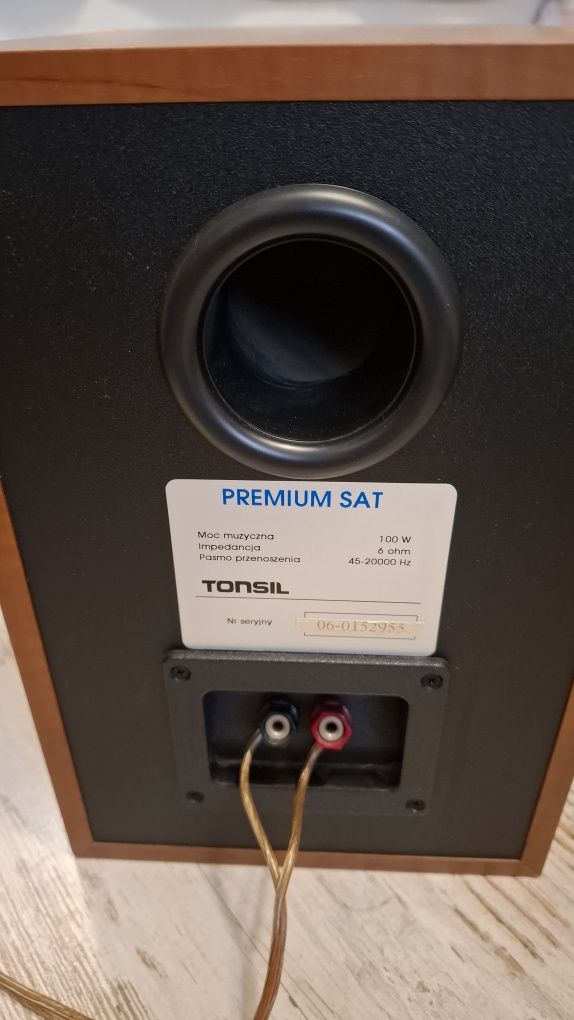 PREMIUM SAT
Moc muzyczna 100 W
Impedancja 6 ohm
Pasmo przenoszenia 45-20000 Hz
TONSIL
Nr seryjny 06-0152955